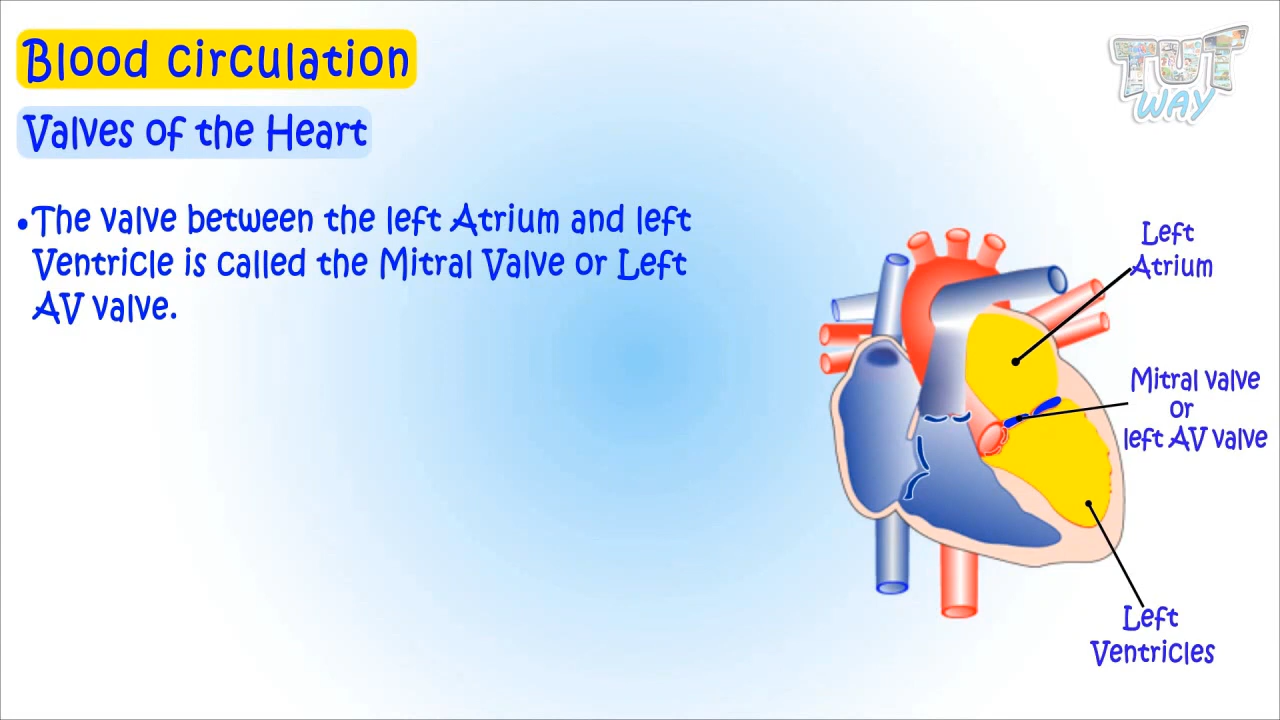 Blood circulation
TUT
WAY
Valves of the Heart
•The valve between the left Atrium and left
Ventricle is called the Mitral Valve or Left
AV valve.
Left
Atrium
Mitral valve
or
left AV valve
Left
Ventricles